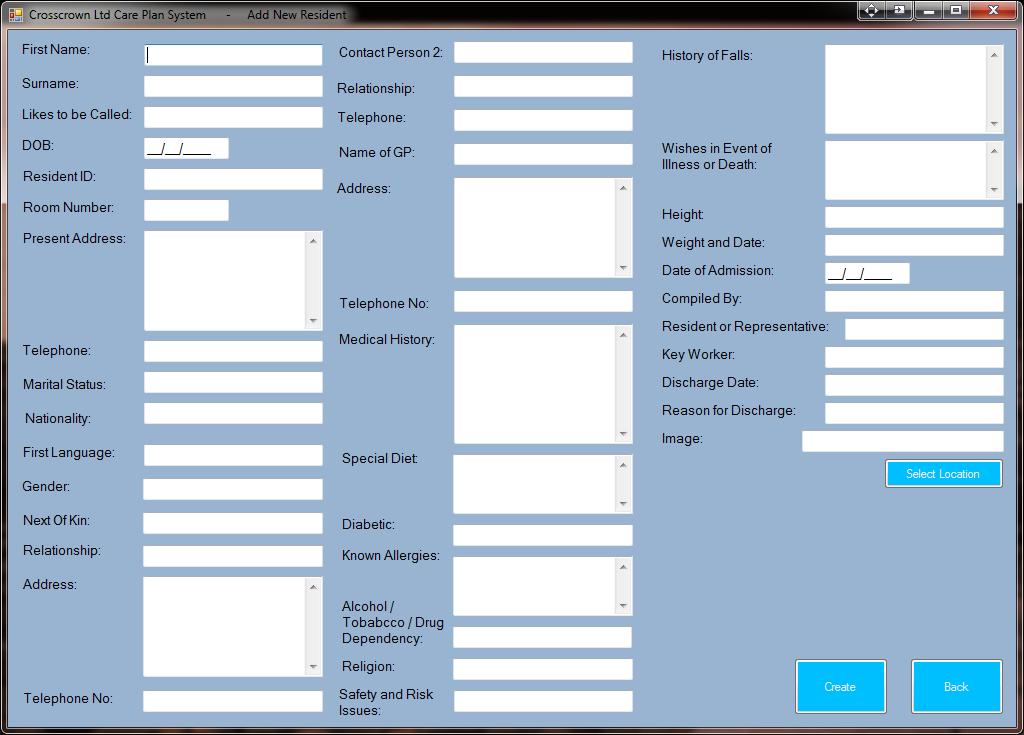 Crosscrown Ltd Care Plan System - Add New Resident
First Name:
Surname:
Likes to be Called:
DOB:
__/__/____
Resident ID:
Room Number:
Present Address:
Telephone:
Marital Status:
Nationality:
First Language:
Gender:
Next Of Kin:
Relationship:
Address:
Telephone No:
Contact Person 2:
Relationship:
Telephone:
Name of GP:
Address:
Telephone No:
Medical History:
Special Diet:
Diabetic:
Known Allergies:
Alcohol /
Tobabcco / Drug
Dependency:
Religion:
Safety and Risk
Issues:
History of Falls:
Wishes in Event of
Illness or Death:
Height:
Weight and Date:
Date of Admission:
__/__/____
Compiled By:
Resident or Representative:
Key Worker:
Discharge Date:
Reason for Discharge:
Image:
Select Location
Create
Back